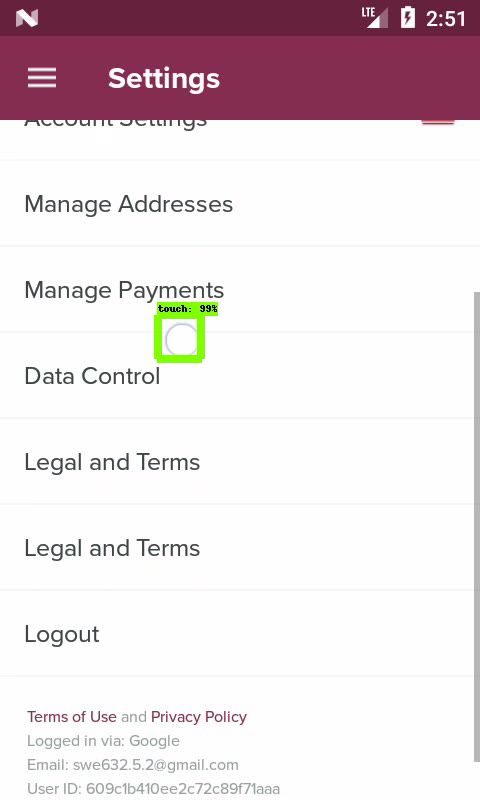 LTE 2:51
Settings
Account Settings
Manage Addresses
Manage Payments
touch: 99%
Data Control
Legal and Terms
Legal and Terms
Logout
Terms of Use and Privacy Policy
Logged in via: Google
Email: swe632.5.2@gmail.com
User ID: 609c1b410ee2c72c89f71aaa